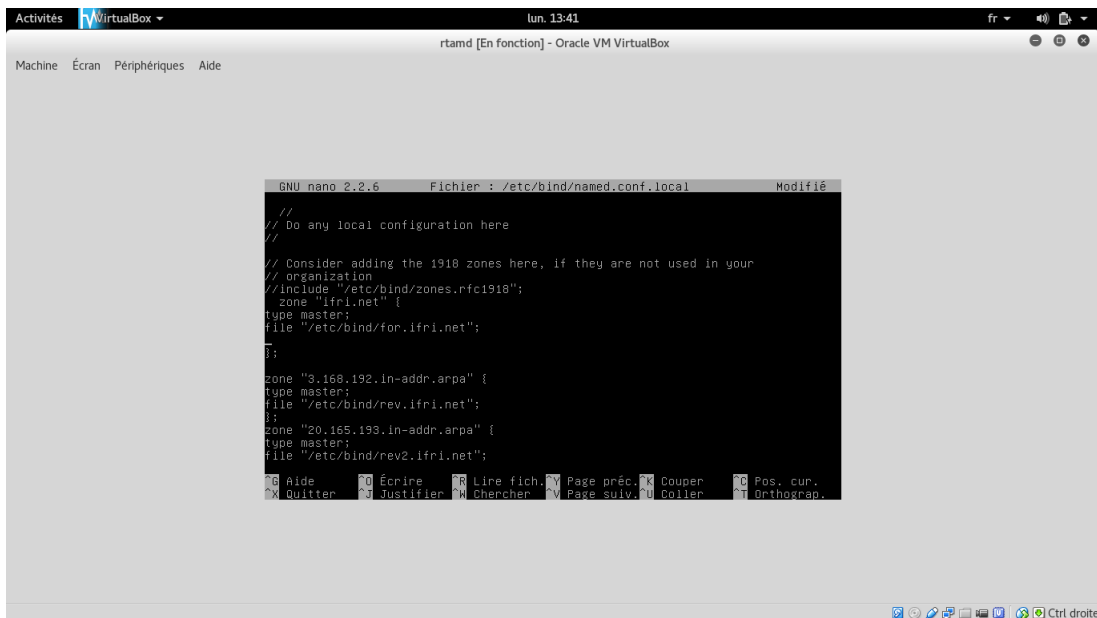 Activités VirtualBox lun. 13:41 fr
rtamd [En fonction] - Oracle VM VirtualBox
Machine Écran Périphériques Aide
GNU nano 2.2.6 Fichier : /etc/bind/named.conf.local Modifié
//
// Do any local configuration here
//
// Consider adding the 1918 zones here, if they are not used in your
// organization
//include "/etc/bind/zones.rfc1918";
zone "ifri.net" {
type master;
file "/etc/bind/for.ifri.net";
};
zone "3.168.192.in-addr.arpa" {
type master;
file "/etc/bind/rev.ifri.net";
};
zone "20.165.193.in-addr.arpa" {
type master;
file "/etc/bind/rev2.ifri.net";
^G Aide ^O Écrire ^R Lire fich. ^Y Page préc. ^K Couper ^C Pos. cur.
^X Quitter ^J Justifier ^W Chercher ^V Page suiv. ^U Coller ^T Orthograp.
Ctrl droite